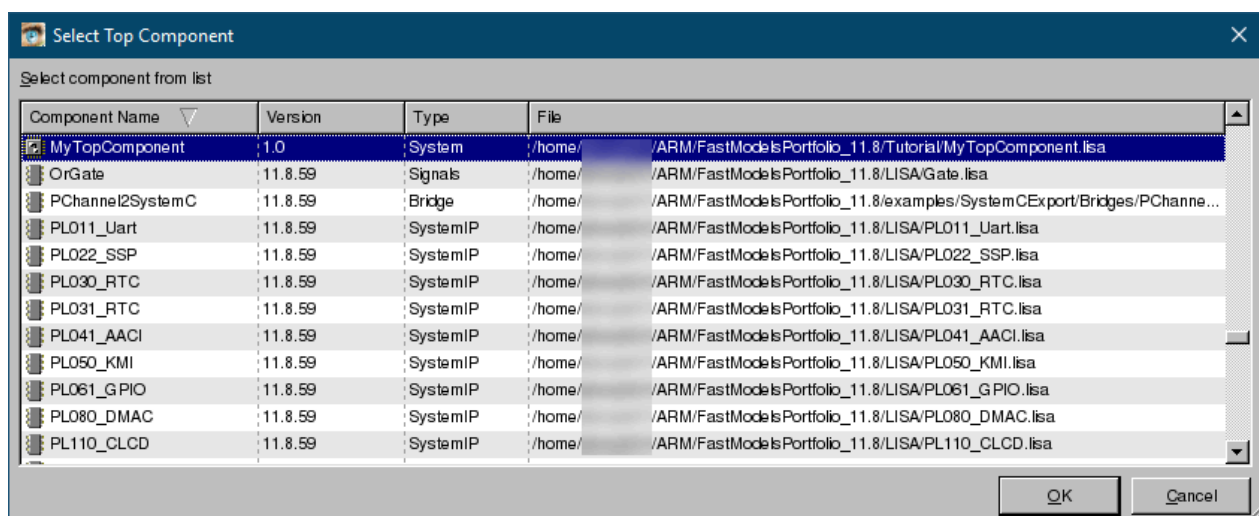 Select Top Component
Select component from list
Component Name Version Type File
MyTopComponent 1.0 System /home/ /ARM/FastModelsPortfolio_11.8/Tutorial/MyTopComponent.lisa
OrGate 11.8.59 Signals /home/ /ARM/FastModelsPortfolio_11.8/LISA/Gate.lisa
PChannel2SystemC 11.8.59 Bridge /home/ /ARM/FastModelsPortfolio_11.8/examples/SystemCExport/Bridges/PChanne...
PL011_Uart 11.8.59 SystemIP /home/ /ARM/FastModelsPortfolio_11.8/LISA/PL011_Uart.lisa
PL022_SSP 11.8.59 SystemIP /home/ /ARM/FastModelsPortfolio_11.8/LISA/PL022_SSP.lisa
PL030_RTC 11.8.59 SystemIP /home/ /ARM/FastModelsPortfolio_11.8/LISA/PL030_RTC.lisa
PL031_RTC 11.8.59 SystemIP /home/ /ARM/FastModelsPortfolio_11.8/LISA/PL031_RTC.lisa
PL041_AACI 11.8.59 SystemIP /home/ /ARM/FastModelsPortfolio_11.8/LISA/PL041_AACI.lisa
PL050_KMI 11.8.59 SystemIP /home/ /ARM/FastModelsPortfolio_11.8/LISA/PL050_KMI.lisa
PL061_GPIO 11.8.59 SystemIP /home/ /ARM/FastModelsPortfolio_11.8/LISA/PL061_GPIO.lisa
PL080_DMAC 11.8.59 SystemIP /home/ /ARM/FastModelsPortfolio_11.8/LISA/PL080_DMAC.lisa
PL110_CLCD 11.8.59 SystemIP /home/ /ARM/FastModelsPortfolio_11.8/LISA/PL110_CLCD.lisa
OK Cancel